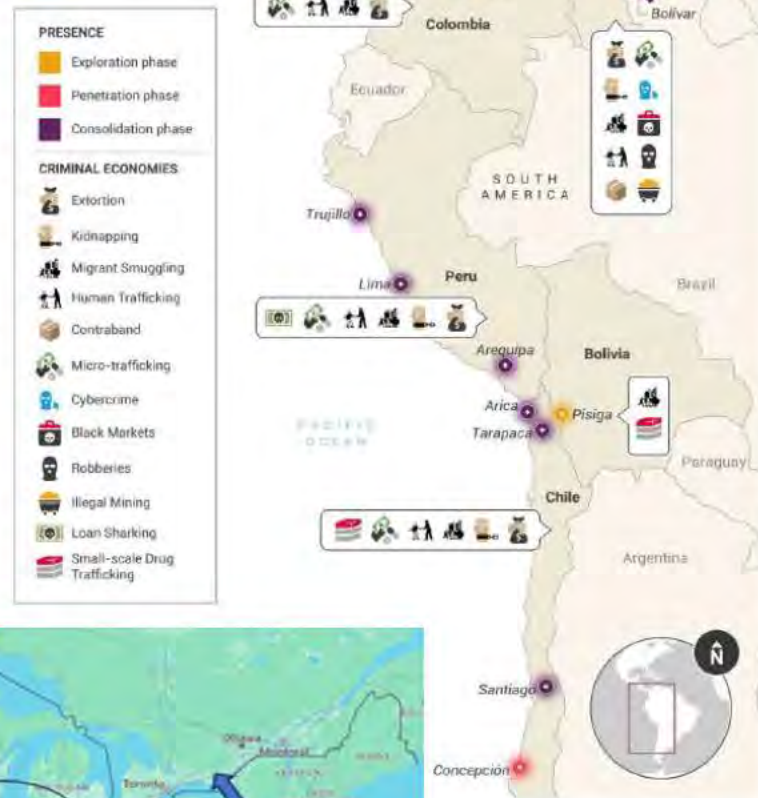 PRESENCE
Exploration phase
Penetration phase
Consolidation phase
CRIMINAL ECONOMIES
Extortion
Kidnapping
Migrant Smuggling
Human Trafficking
Contraband
Micro-trafficking
Cybercrime
Black Markets
Robberies
Illegal Mining
Loan Sharking
Small-scale Drug
Trafficking
Colombia
Bolívar
Ecuador
SOUTH
AMERICA
Trujillo
Lima
Peru
Brazil
Arequipa
Bolivia
Arica
Pisiga
Tarapaca
PACIFIC
OCEAN
Paraguay
Chile
Argentina
N
Santiago
Concepción
Ottawa
Montreal
Toronto